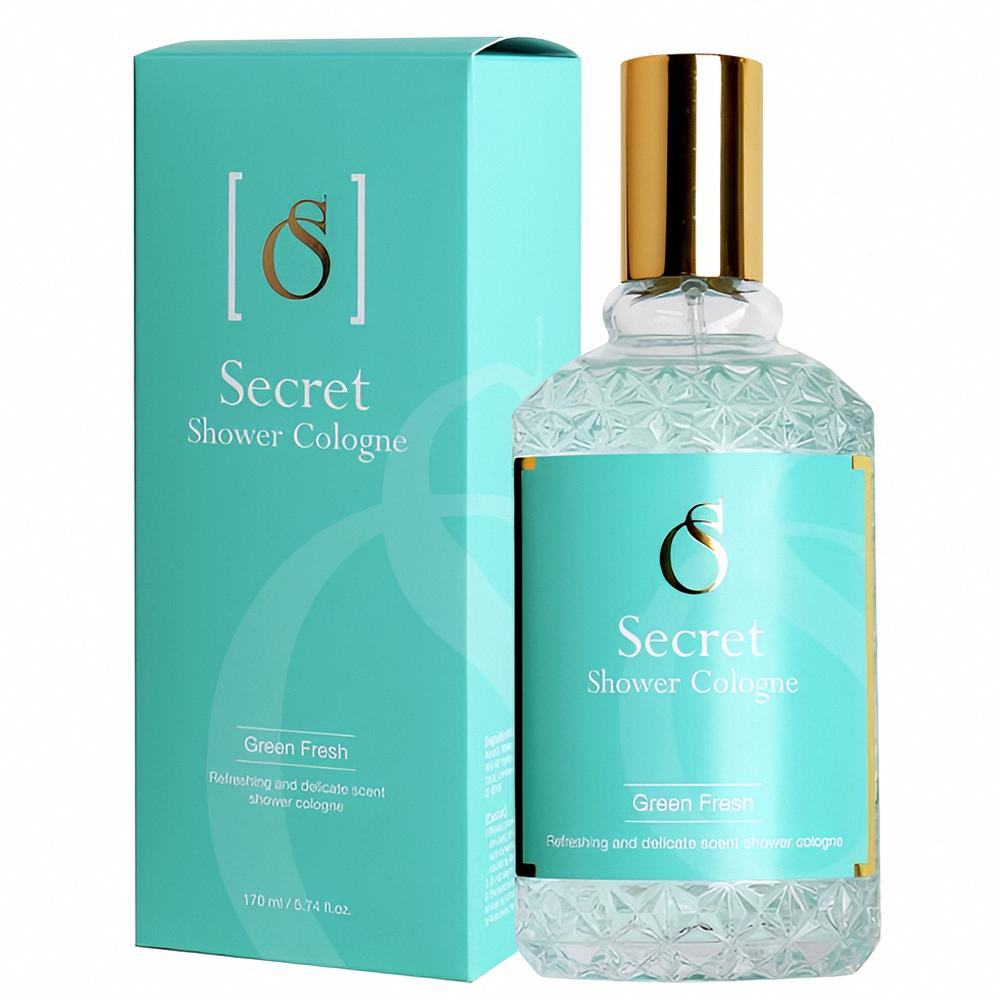 S
Secret
Shower Cologne
Green Fresh
Refreshing and delicate scent
shower cologne
170 ml / 5.74 fl.oz.
S
Secret
Shower Cologne
Green Fresh
Refreshing and delicate scent shower cologne